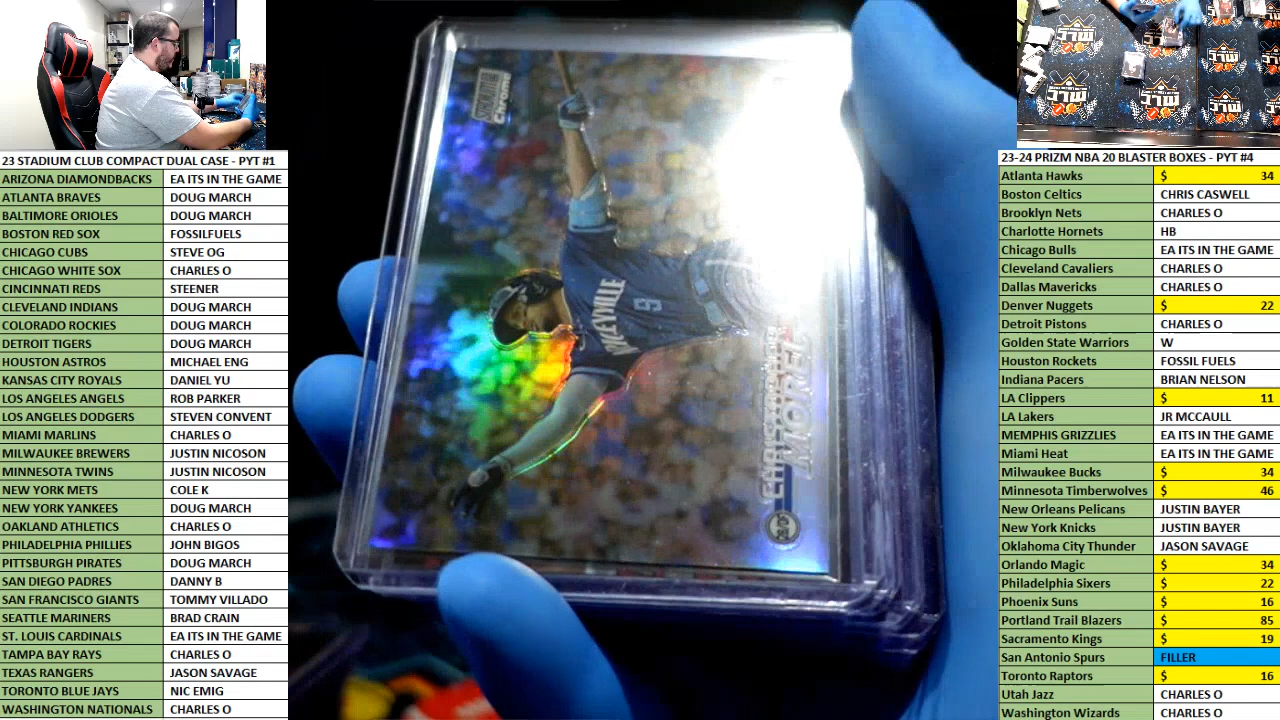 23 STADIUM CLUB COMPACT DUAL CASE - PYT #1
ARIZONA DIAMONDBACKS EA ITS IN THE GAME
ATLANTA BRAVES DOUG MARCH
BALTIMORE ORIOLES DOUG MARCH
BOSTON RED SOX FOSSILFUELS
CHICAGO CUBS STEVE OG
CHICAGO WHITE SOX CHARLES O
CINCINNATI REDS STEENER
CLEVELAND INDIANS DOUG MARCH
COLORADO ROCKIES DOUG MARCH
DETROIT TIGERS DOUG MARCH
HOUSTON ASTROS MICHAEL ENG
KANSAS CITY ROYALS DANIEL YU
LOS ANGELES ANGELS ROB PARKER
LOS ANGELES DODGERS STEVEN CONVENT
MIAMI MARLINS CHARLES O
MILWAUKEE BREWERS JUSTIN NICOSON
MINNESOTA TWINS JUSTIN NICOSON
NEW YORK METS COLE K
NEW YORK YANKEES DOUG MARCH
OAKLAND ATHLETICS CHARLES O
PHILADELPHIA PHILLIES JOHN BIGOS
PITTSBURGH PIRATES DOUG MARCH
SAN DIEGO PADRES DANNY B
SAN FRANCISCO GIANTS TOMMY VILLADO
SEATTLE MARINERS BRAD CRAIN
ST. LOUIS CARDINALS EA ITS IN THE GAME
TAMPA BAY RAYS CHARLES O
TEXAS RANGERS JASON SAVAGE
TORONTO BLUE JAYS NIC EMIG
WASHINGTON NATIONALS CHARLES O
STADIUM CLUB
CHROME
WRIGLEYVILLE
5
CHRISTOPHER
MOREL
23-24 PRIZM NBA 20 BLASTER BOXES - PYT #4
Atlanta Hawks $ 34
Boston Celtics CHRIS CASWELL
Brooklyn Nets CHARLES O
Charlotte Hornets HB
Chicago Bulls EA ITS IN THE GAME
Cleveland Cavaliers CHARLES O
Dallas Mavericks CHARLES O
Denver Nuggets $ 22
Detroit Pistons CHARLES O
Golden State Warriors W
Houston Rockets FOSSIL FUELS
Indiana Pacers BRIAN NELSON
LA Clippers $ 11
LA Lakers JR MCCAULL
MEMPHIS GRIZZLIES EA ITS IN THE GAME
Miami Heat EA ITS IN THE GAME
Milwaukee Bucks $ 34
Minnesota Timberwolves $ 46
New Orleans Pelicans JUSTIN BAYER
New York Knicks JUSTIN BAYER
Oklahoma City Thunder JASON SAVAGE
Orlando Magic $ 34
Philadelphia Sixers $ 22
Phoenix Suns $ 16
Portland Trail Blazers $ 85
Sacramento Kings $ 19
San Antonio Spurs FILLER
Toronto Raptors $ 16
Utah Jazz CHARLES O
Washington Wizards CHARLES O